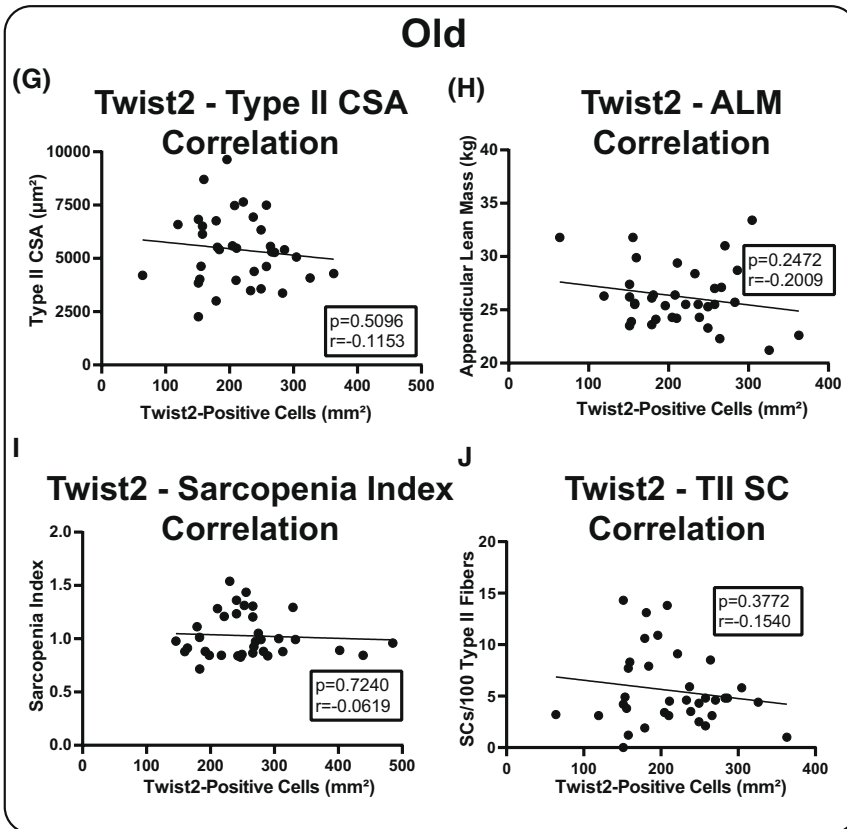 Old
(G)
Twist2 - Type II CSA
Correlation
Type II CSA (µm²)
10000
7500
5000
2500
0
p=0.5096
r=-0.1153
0 100 200 300 400 500
Twist2-Positive Cells (mm²)
(H)
Twist2 - ALM
Correlation
Appendicular Lean Mass (kg)
40
35
30
25
20
p=0.2472
r=-0.2009
0 100 200 300 400
Twist2-Positive Cells (mm²)
I
Twist2 - Sarcopenia Index
Correlation
Sarcopenia Index
2.0
1.5
1.0
0.5
0.0
p=0.7240
r=-0.0619
0 100 200 300 400 500
Twist2-Positive Cells (mm²)
J
Twist2 - TII SC
Correlation
SCs/100 Type II Fibers
20
15
10
5
0
p=0.3772
r=-0.1540
0 100 200 300 400
Twist2-Positive Cells (mm²)